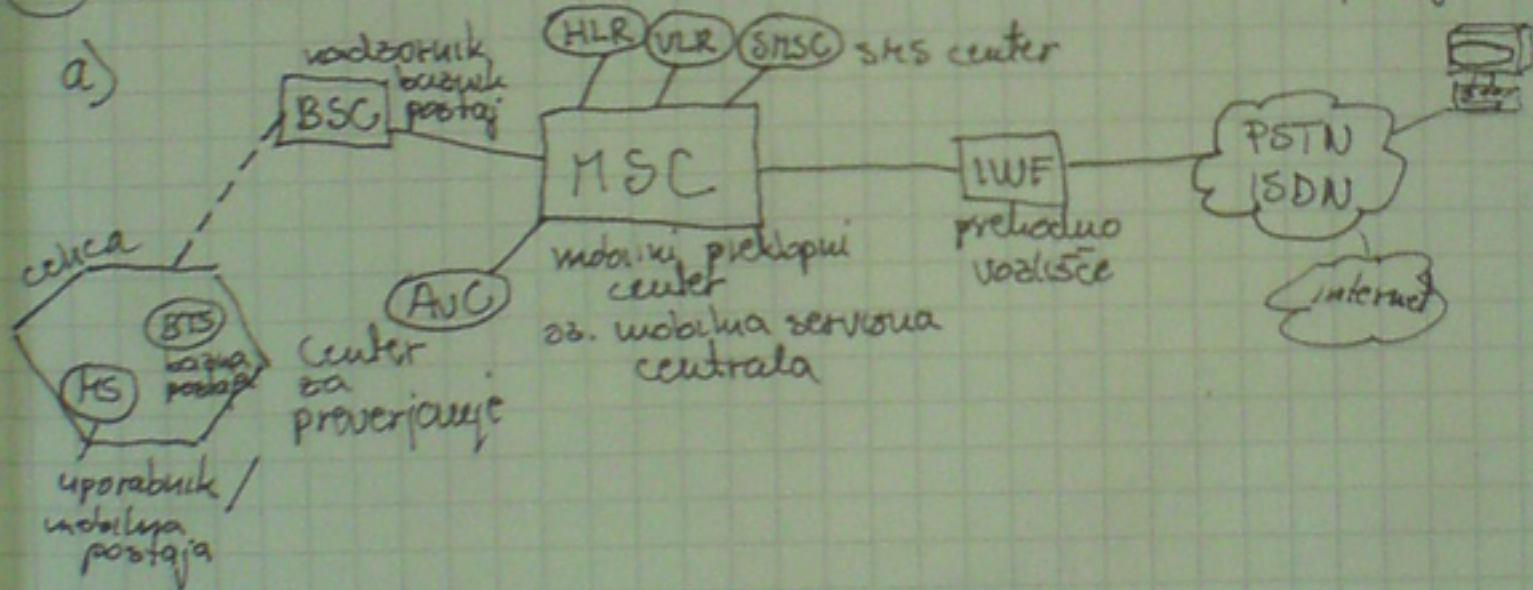 a)
nadzornik
baznih
postaj
BSC
HLR
VLR
SMSC
SMS center
MSC
mobilni preklopni
center
oz. mobilna servisna
centrala
IWF
prehodno
vozlišče
PSTN
ISDN
internet
celica
BTS
bazna
postaja
MS
uporabnik /
mobilna
postaja
AuC
Center
za
preverjanje